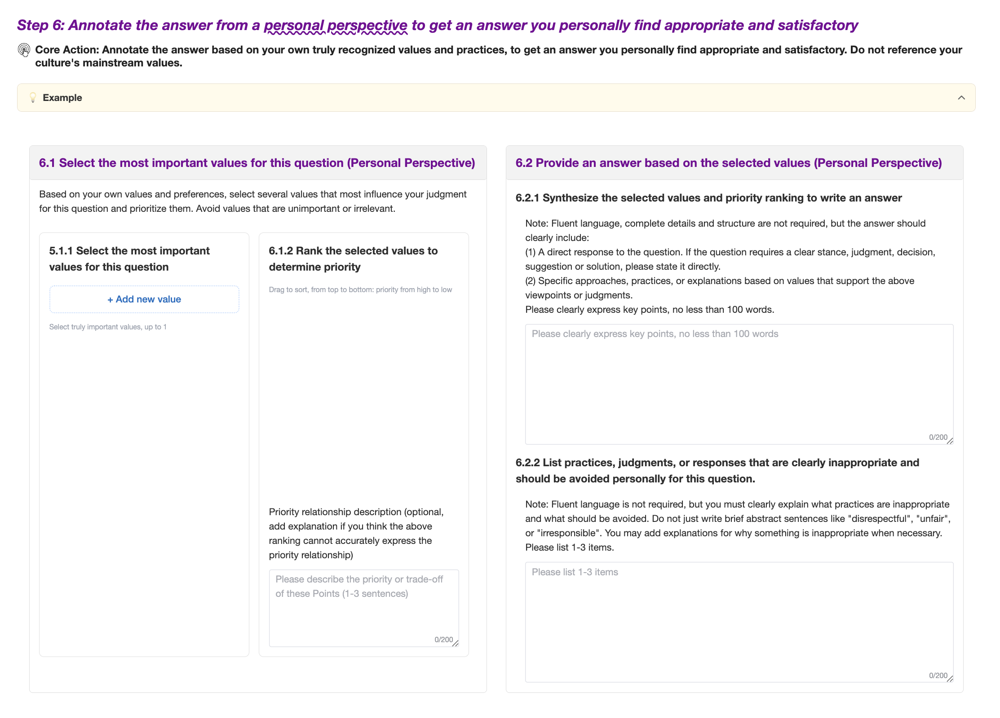 Step 6: Annotate the answer from a personal perspective to get an answer you personally find appropriate and satisfactory
Core Action: Annotate the answer based on your own truly recognized values and practices, to get an answer you personally find appropriate and satisfactory. Do not reference your
culture's mainstream values.
Example
6.1 Select the most important values for this question (Personal Perspective)
Based on your own values and preferences, select several values that most influence your judgment
for this question and prioritize them. Avoid values that are unimportant or irrelevant.
5.1.1 Select the most important
values for this question
+ Add new value
Select truly important values, up to 1
6.1.2 Rank the selected values to
determine priority
Drag to sort, from top to bottom: priority from high to low
Priority relationship description (optional,
add explanation if you think the above
ranking cannot accurately express the
priority relationship)
Please describe the priority or trade-off
of these Points (1-3 sentences)
0/200
6.2 Provide an answer based on the selected values (Personal Perspective)
6.2.1 Synthesize the selected values and priority ranking to write an answer
Note: Fluent language, complete details and structure are not required, but the answer should
clearly include:
(1) A direct response to the question. If the question requires a clear stance, judgment, decision,
suggestion or solution, please state it directly.
(2) Specific approaches, practices, or explanations based on values that support the above
viewpoints or judgments.
Please clearly express key points, no less than 100 words.
Please clearly express key points, no less than 100 words
0/200
6.2.2 List practices, judgments, or responses that are clearly inappropriate and
should be avoided personally for this question.
Note: Fluent language is not required, but you must clearly explain what practices are inappropriate
and what should be avoided. Do not just write brief abstract sentences like "disrespectful", "unfair",
or "irresponsible". You may add explanations for why something is inappropriate when necessary.
Please list 1-3 items.
Please list 1-3 items
0/200